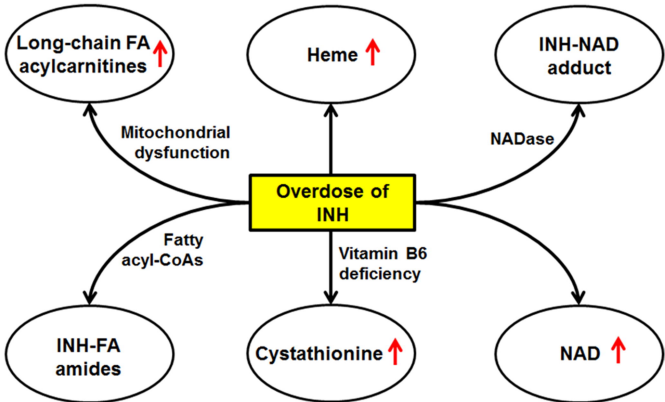 Long-chain FA
acylcarnitines
Heme
INH-NAD
adduct
Mitochondrial
dysfunction
NADase
Overdose of
INH
Fatty
acyl-CoAs
Vitamin B6
deficiency
INH-FA
amides
Cystathionine
NAD